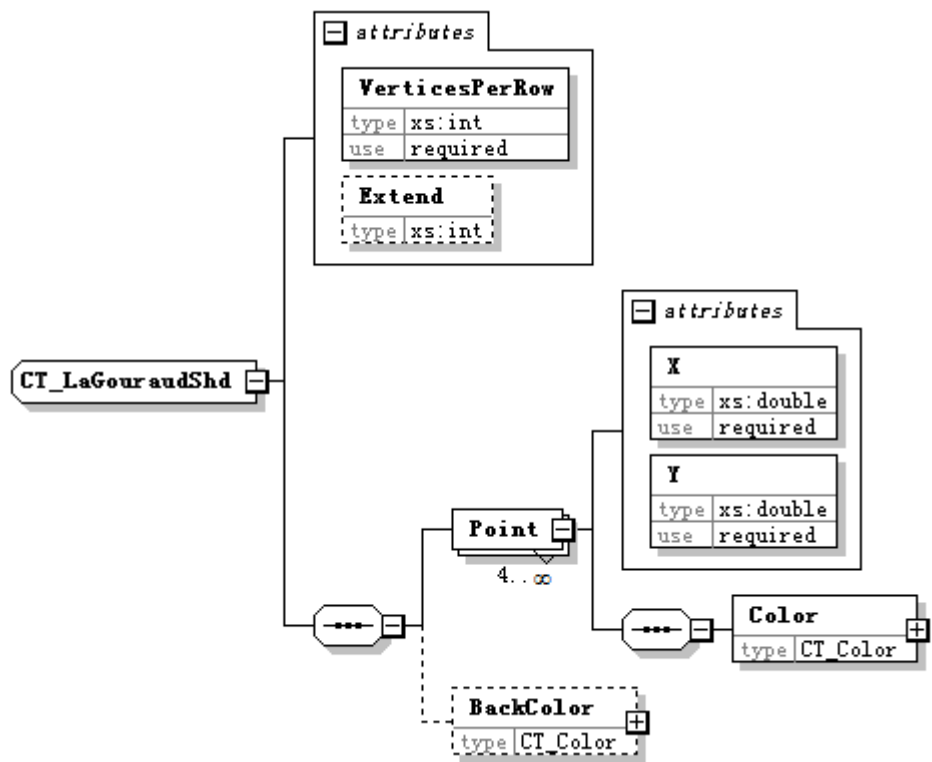 attributes
VerticesPerRow
type xs:int
use required
Extend
type xs:int
CT_LaGouraudShd
attributes
X
type xs:double
use required
Y
type xs:double
use required
Point
4..∞
Color
type CT_Color
BackColor
type CT_Color